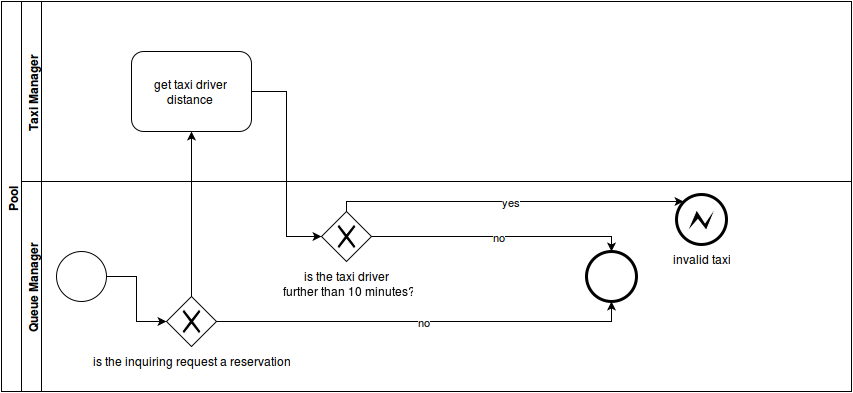 Pool
Taxi Manager
get taxi driver
distance
Queue Manager
yes
no
is the taxi driver
further than 10 minutes?
invalid taxi
no
is the inquiring request a reservation